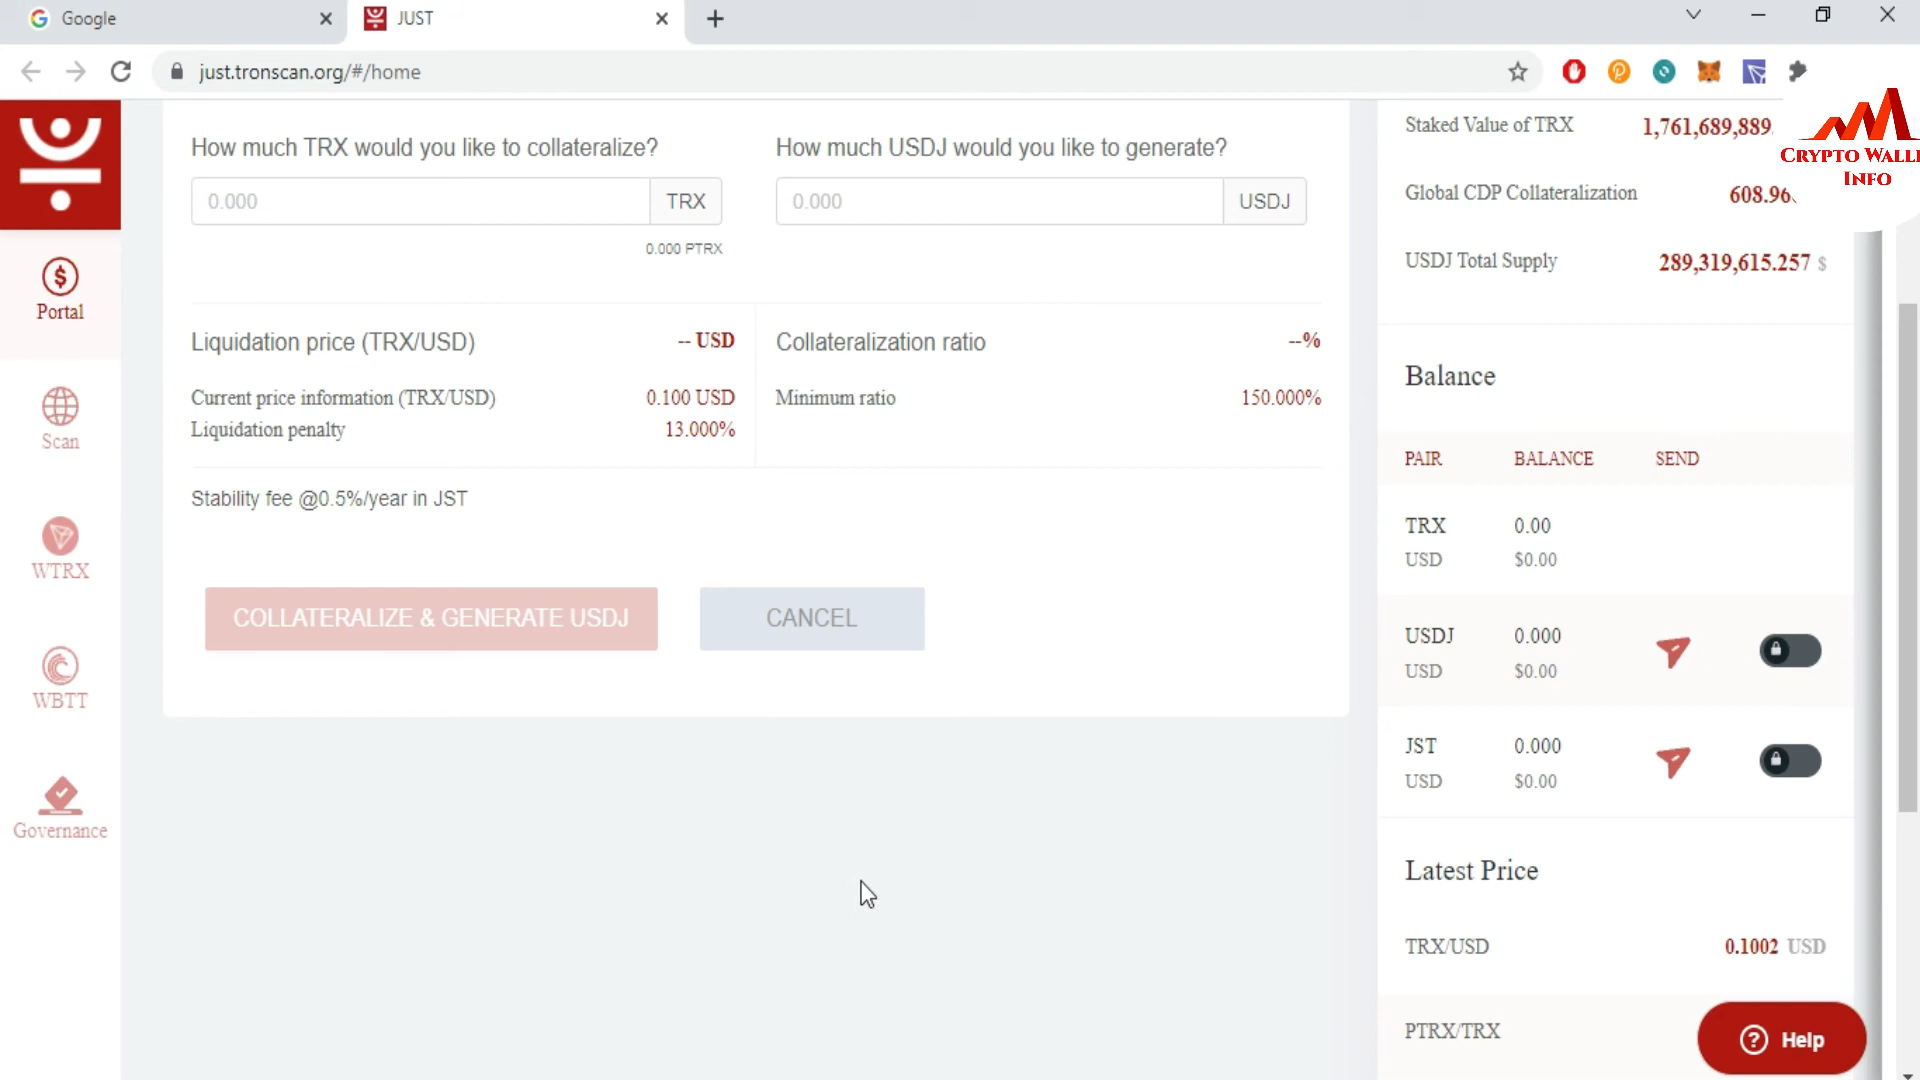 Google
JUST
just.tronscan.org/#/home
How much TRX would you like to collateralize?
0.000
TRX
0.000 PTRX
How much USDJ would you like to generate?
0.000
USDJ
Liquidation price (TRX/USD)
-- USD
Current price information (TRX/USD)
0.100 USD
Liquidation penalty
13.000%
Collateralization ratio
--%
Minimum ratio
150.000%
Stability fee @0.5%/year in JST
COLLATERALIZE & GENERATE USDJ
CANCEL
Portal
Scan
WTRX
WBTT
Governance
Staked Value of TRX
1,761,689,889
Global CDP Collateralization
608.96
USDJ Total Supply
289,319,615.257 $
Balance
PAIR BALANCE SEND
TRX 0.00
USD $0.00
USDJ 0.000
USD $0.00
JST 0.000
USD $0.00
Latest Price
TRX/USD
0.1002 USD
PTRX/TRX
Help
CRYPTO
INFO